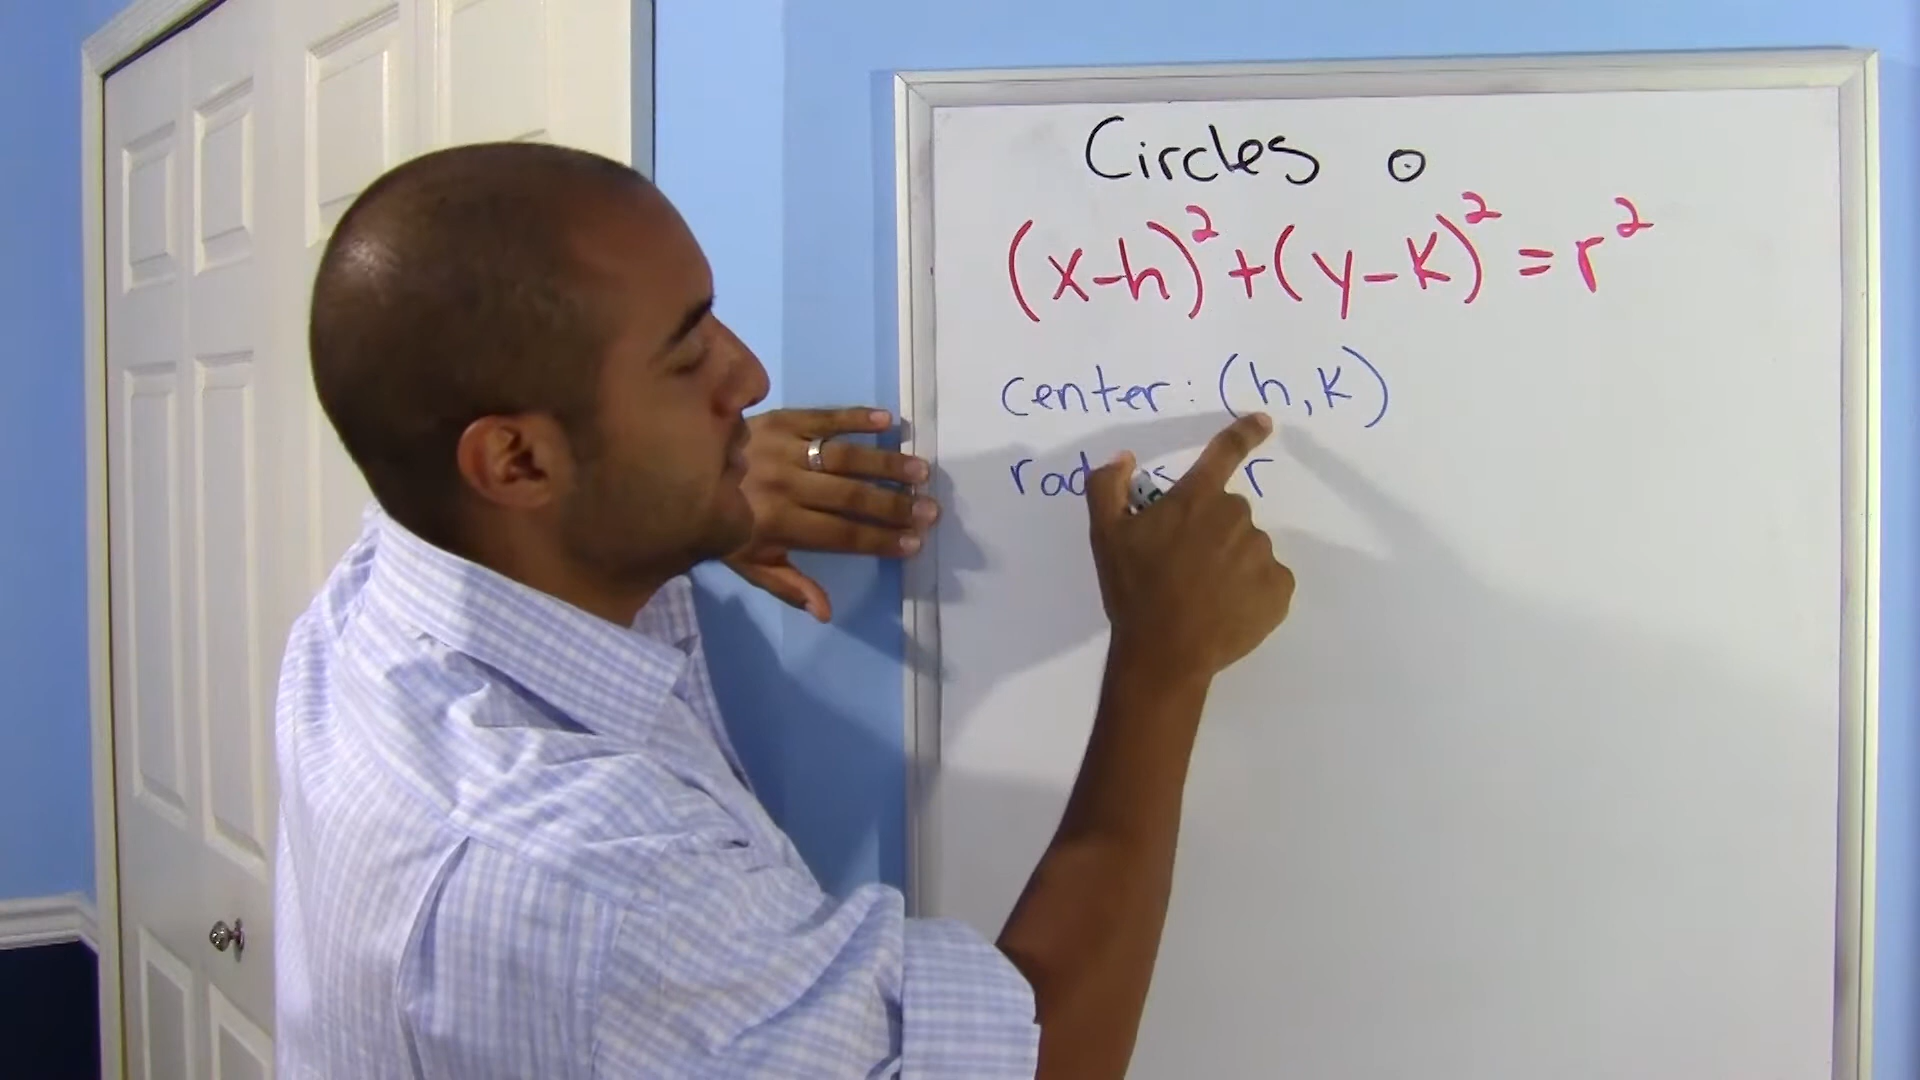 Circles
(x-h)²+(y-k)²=r²
center: (h,k)
r